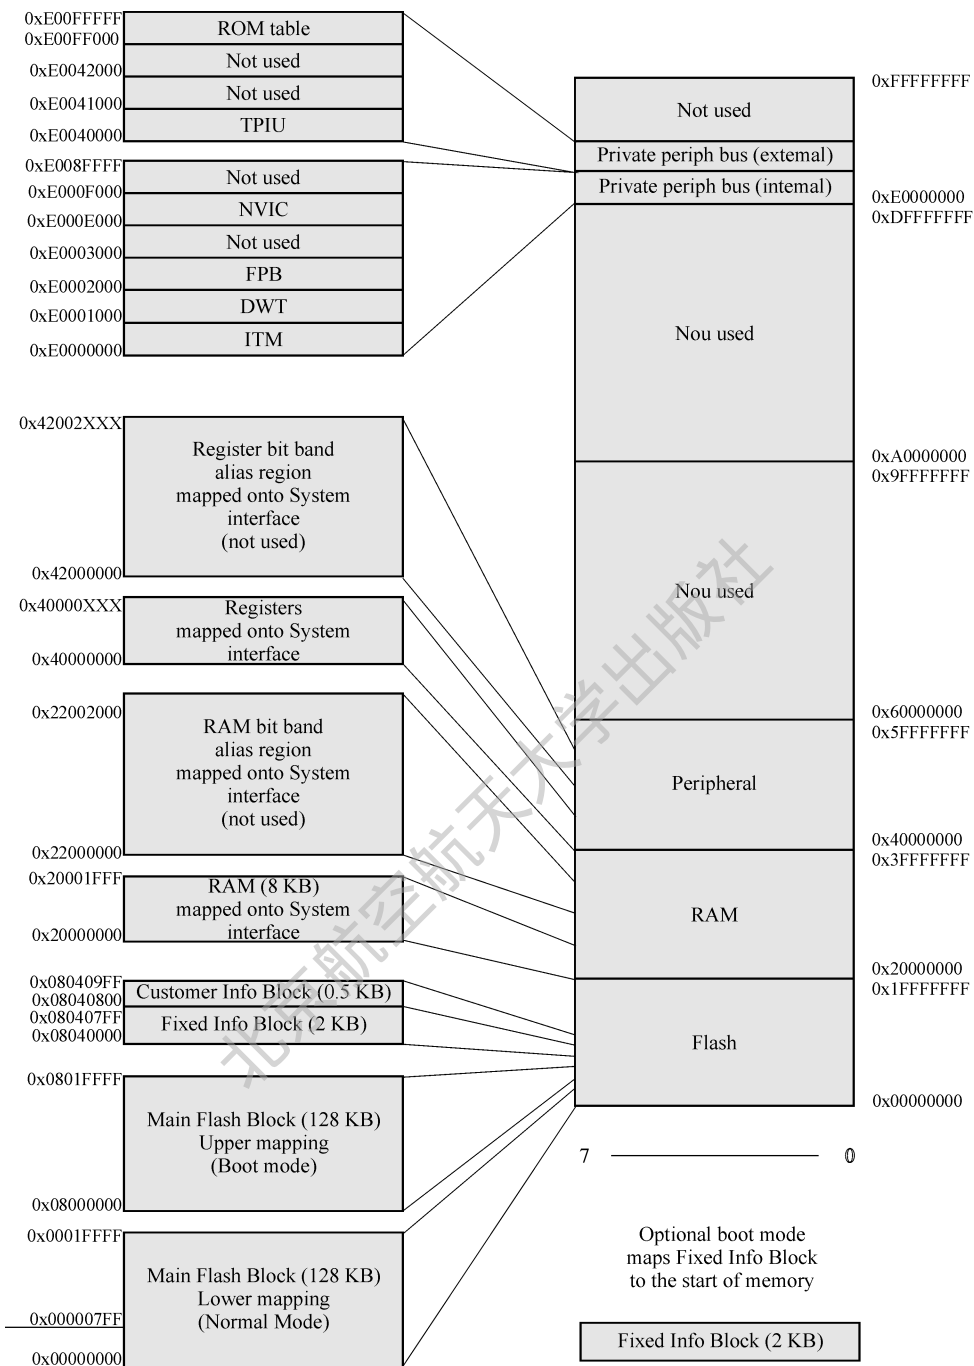 0xE00FFFFF
ROM table
0xE00FF000
Not used
0xE0042000
Not used
0xE0041000
TPIU
0xE0040000
0xE008FFFF
Not used
0xE000F000
NVIC
0xE000E000
Not used
0xE0003000
FPB
0xE0002000
DWT
0xE0001000
ITM
0xE0000000
0x42002XXX
Register bit band
alias region
mapped onto System
interface
(not used)
0x42000000
0x40000XXX
Registers
mapped onto System
interface
0x40000000
0x22002000
RAM bit band
alias region
mapped onto System
interface
(not used)
0x22000000
0x20001FFF
RAM (8 KB)
mapped onto System
interface
0x20000000
0x080409FF
Customer Info Block (0.5 KB)
0x08040800
0x080407FF
Fixed Info Block (2 KB)
0x08040000
0x0801FFFF
Main Flash Block (128 KB)
Upper mapping
(Boot mode)
0x08000000
0x0001FFFF
Main Flash Block (128 KB)
Lower mapping
(Normal Mode)
0x000007FF
0x00000000
0xFFFFFFFF
Not used
Private periph bus (extemal)
Private periph bus (intemal)
0xE0000000
0xDFFFFFFF
Nou used
0xA0000000
0x9FFFFFFF
Nou used
0x60000000
0x5FFFFFFF
Peripheral
0x40000000
0x3FFFFFFF
RAM
0x20000000
0x1FFFFFFF
Flash
0x00000000
7 0
Optional boot mode
maps Fixed Info Block
to the start of memory
Fixed Info Block (2 KB)
北京航空航天大学出版社